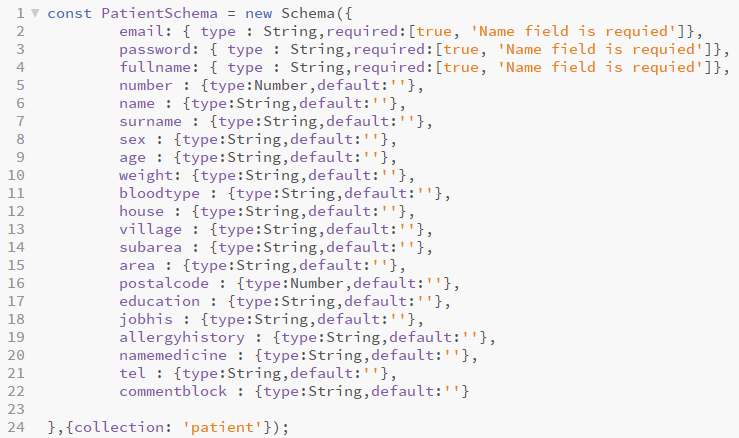 1 const PatientSchema = new Schema({
2 email: { type : String,required:[true, 'Name field is requied']},
3 password: { type : String,required:[true, 'Name field is requied']},
4 fullname: { type : String,required:[true, 'Name field is requied']},
5 number : {type:Number,default:''},
6 name : {type:String,default:''},
7 surname : {type:String,default:''},
8 sex : {type:String,default:''},
9 age : {type:String,default:''},
10 weight: {type:String,default:''},
11 bloodtype : {type:String,default:''},
12 house : {type:String,default:''},
13 village : {type:String,default:''},
14 subarea : {type:String,default:''},
15 area : {type:String,default:''},
16 postalcode : {type:Number,default:''},
17 education : {type:String,default:''},
18 jobhis : {type:String,default:''},
19 allergyhistory : {type:String,default:''},
20 namemedicine : {type:String,default:''},
21 tel : {type:String,default:''},
22 commentblock : {type:String,default:''}
23
24 },{collection: 'patient'});